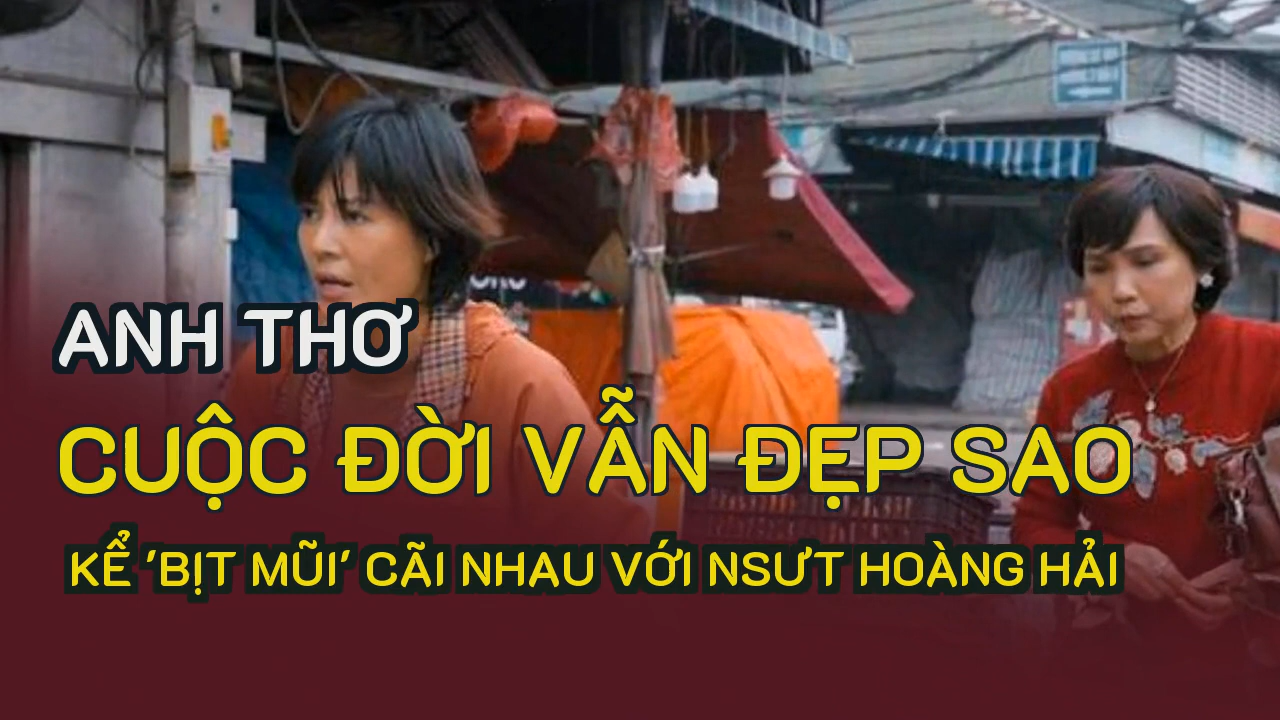 ANH THƠ
CUỘC ĐỜI VẪN ĐẸP SAO
KỂ 'BỊT MŨI' CÃI NHAU VỚI NSƯT HOÀNG HẢI